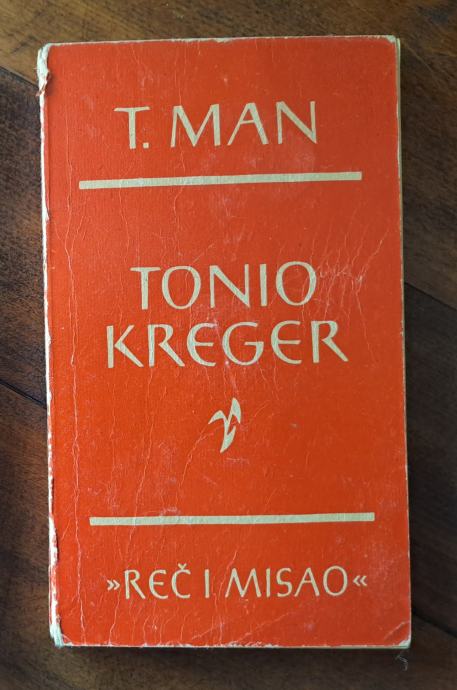 T. MAN
TONIO
KREGER
»REČ I MISAO«